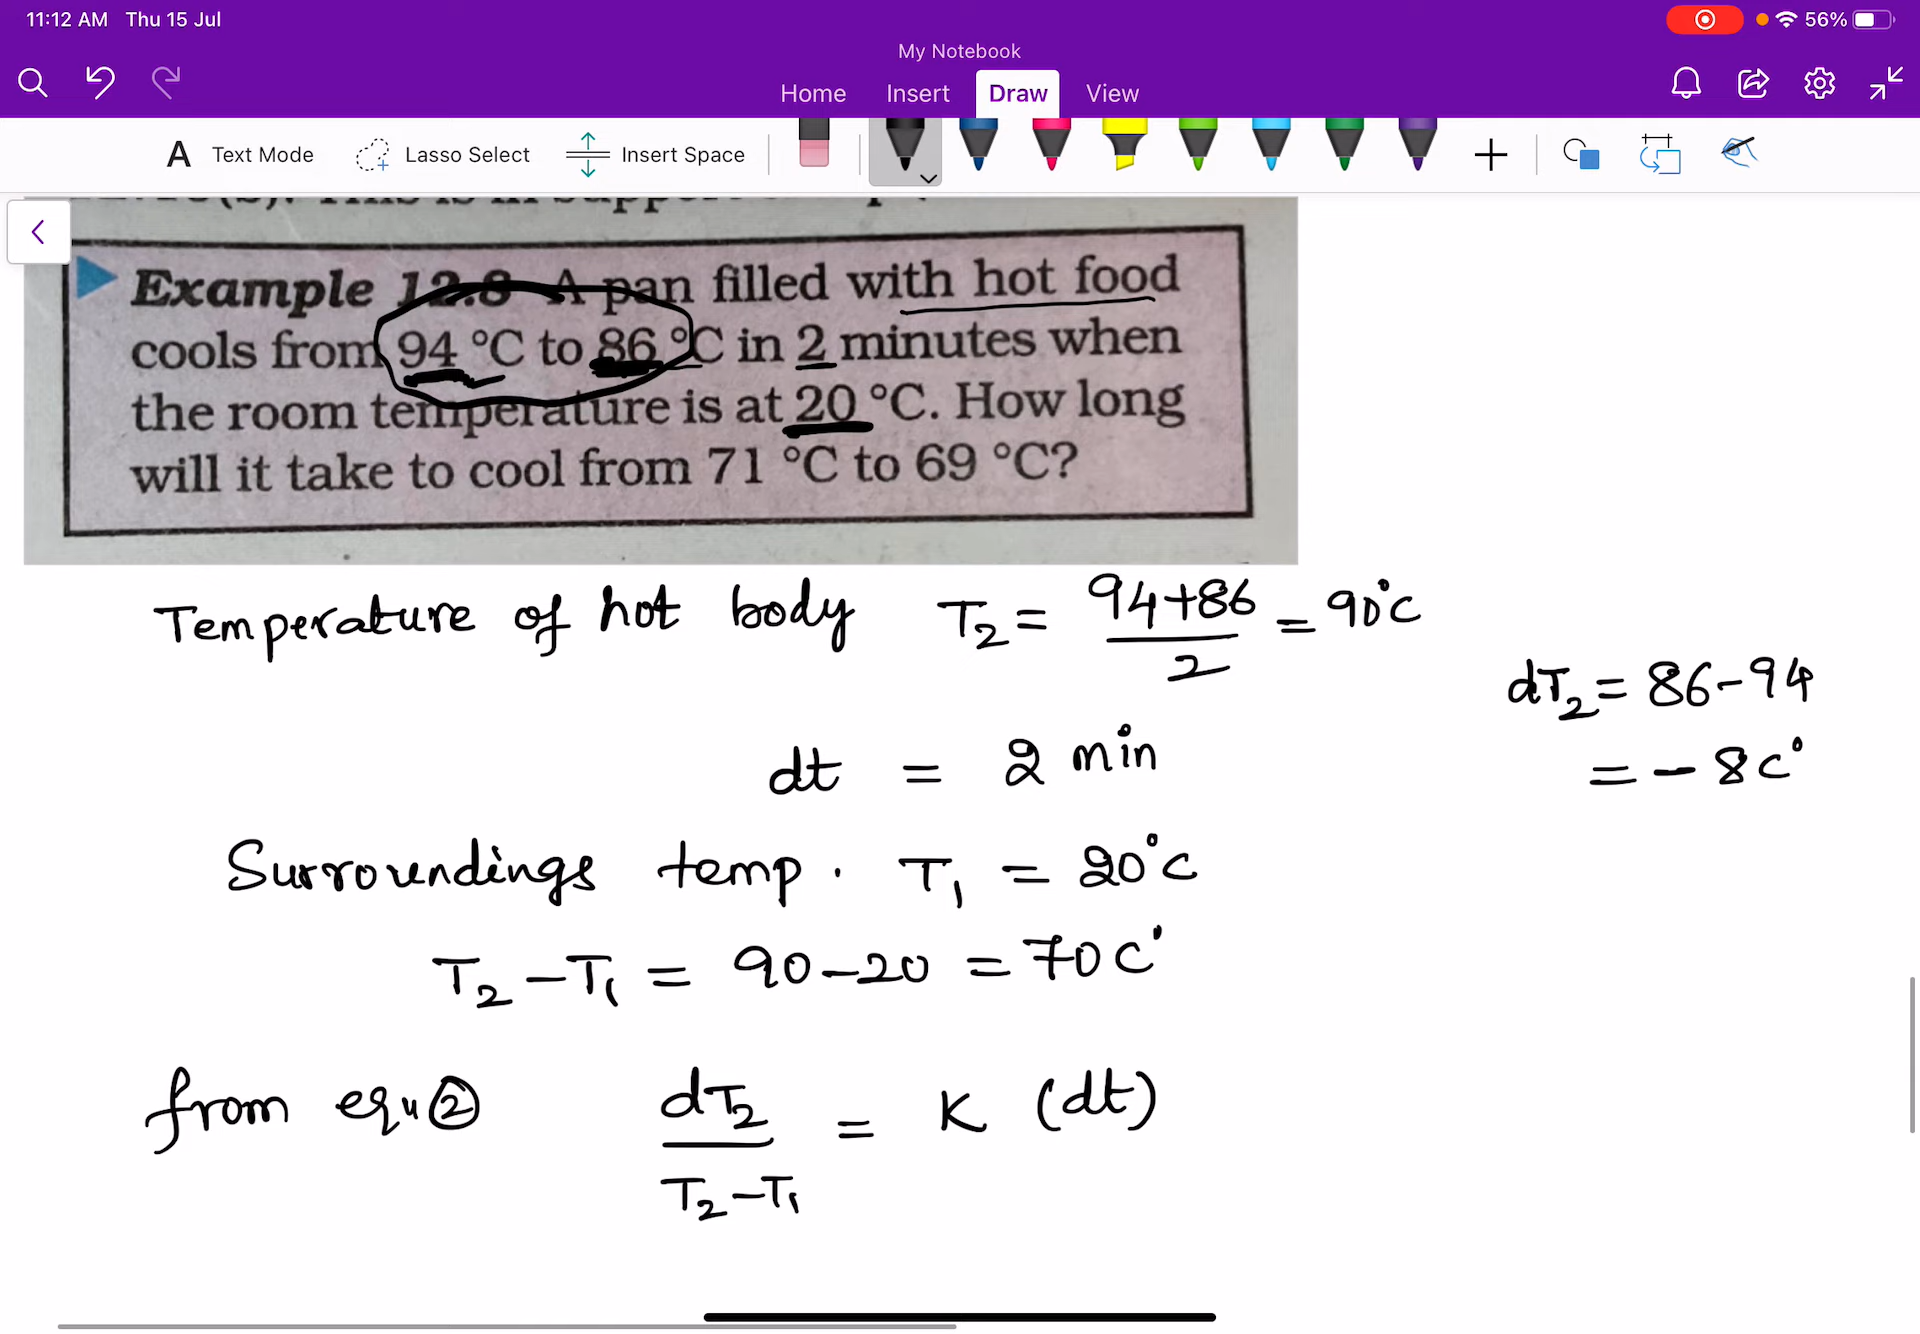 11:12 AM Thu 15 Jul
56%
My Notebook
Home Insert Draw View
A Text Mode Lasso Select Insert Space
Example 12.8 A pan filled with hot food
cools from 94 °C to 86 °C in 2 minutes when
the room temperature is at 20 °C. How long
will it take to cool from 71 °C to 69 °C?
Temperature of hot body T₂ = (94+86)/2 = 90°C
dT₂ = 86-94
= -8C°
dt = 2 min
Surroundings temp. T₁ = 20°C
T₂ - T₁ = 90-20 = 70C°
from eqn② dT₂/(T₂-T₁) = K (dt)